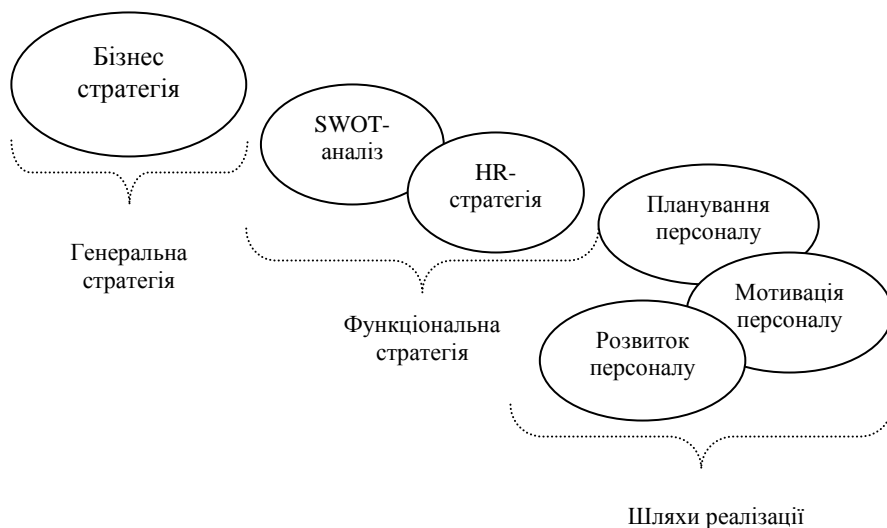 Бізнес
стратегія
SWOT-
аналіз
HR-
стратегія
Генеральна
стратегія
Планування
персоналу
Мотивація
персоналу
Функціональна
стратегія
Розвиток
персоналу
Шляхи реалізації